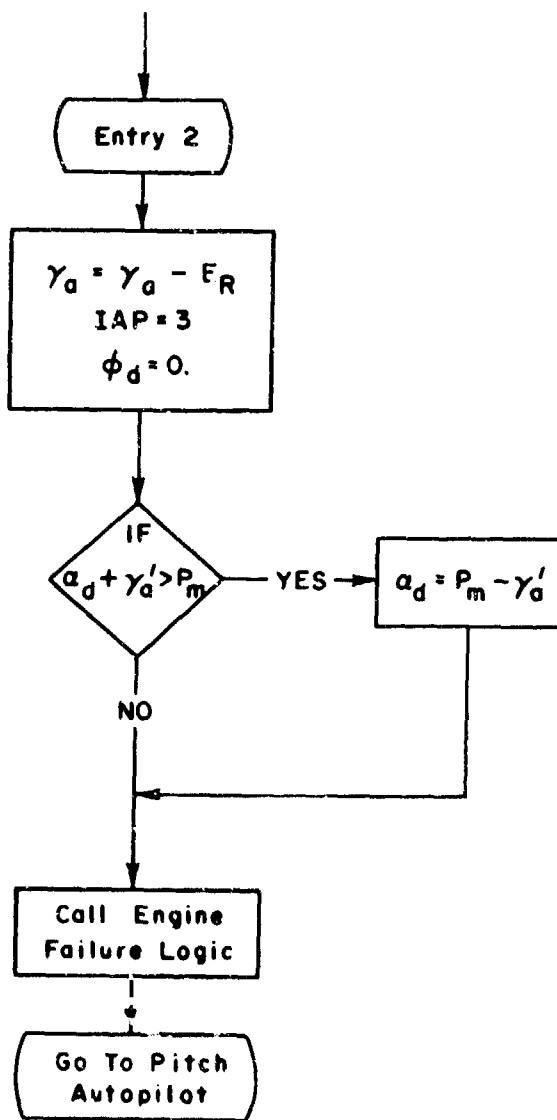 Entry 2
γa = γa - ER
IAP = 3
ϕd = 0.
IF
αd + γa' > Pm
YES
αd = Pm - γa'
NO
Call Engine
Failure Logic
Go To Pitch
Autopilot